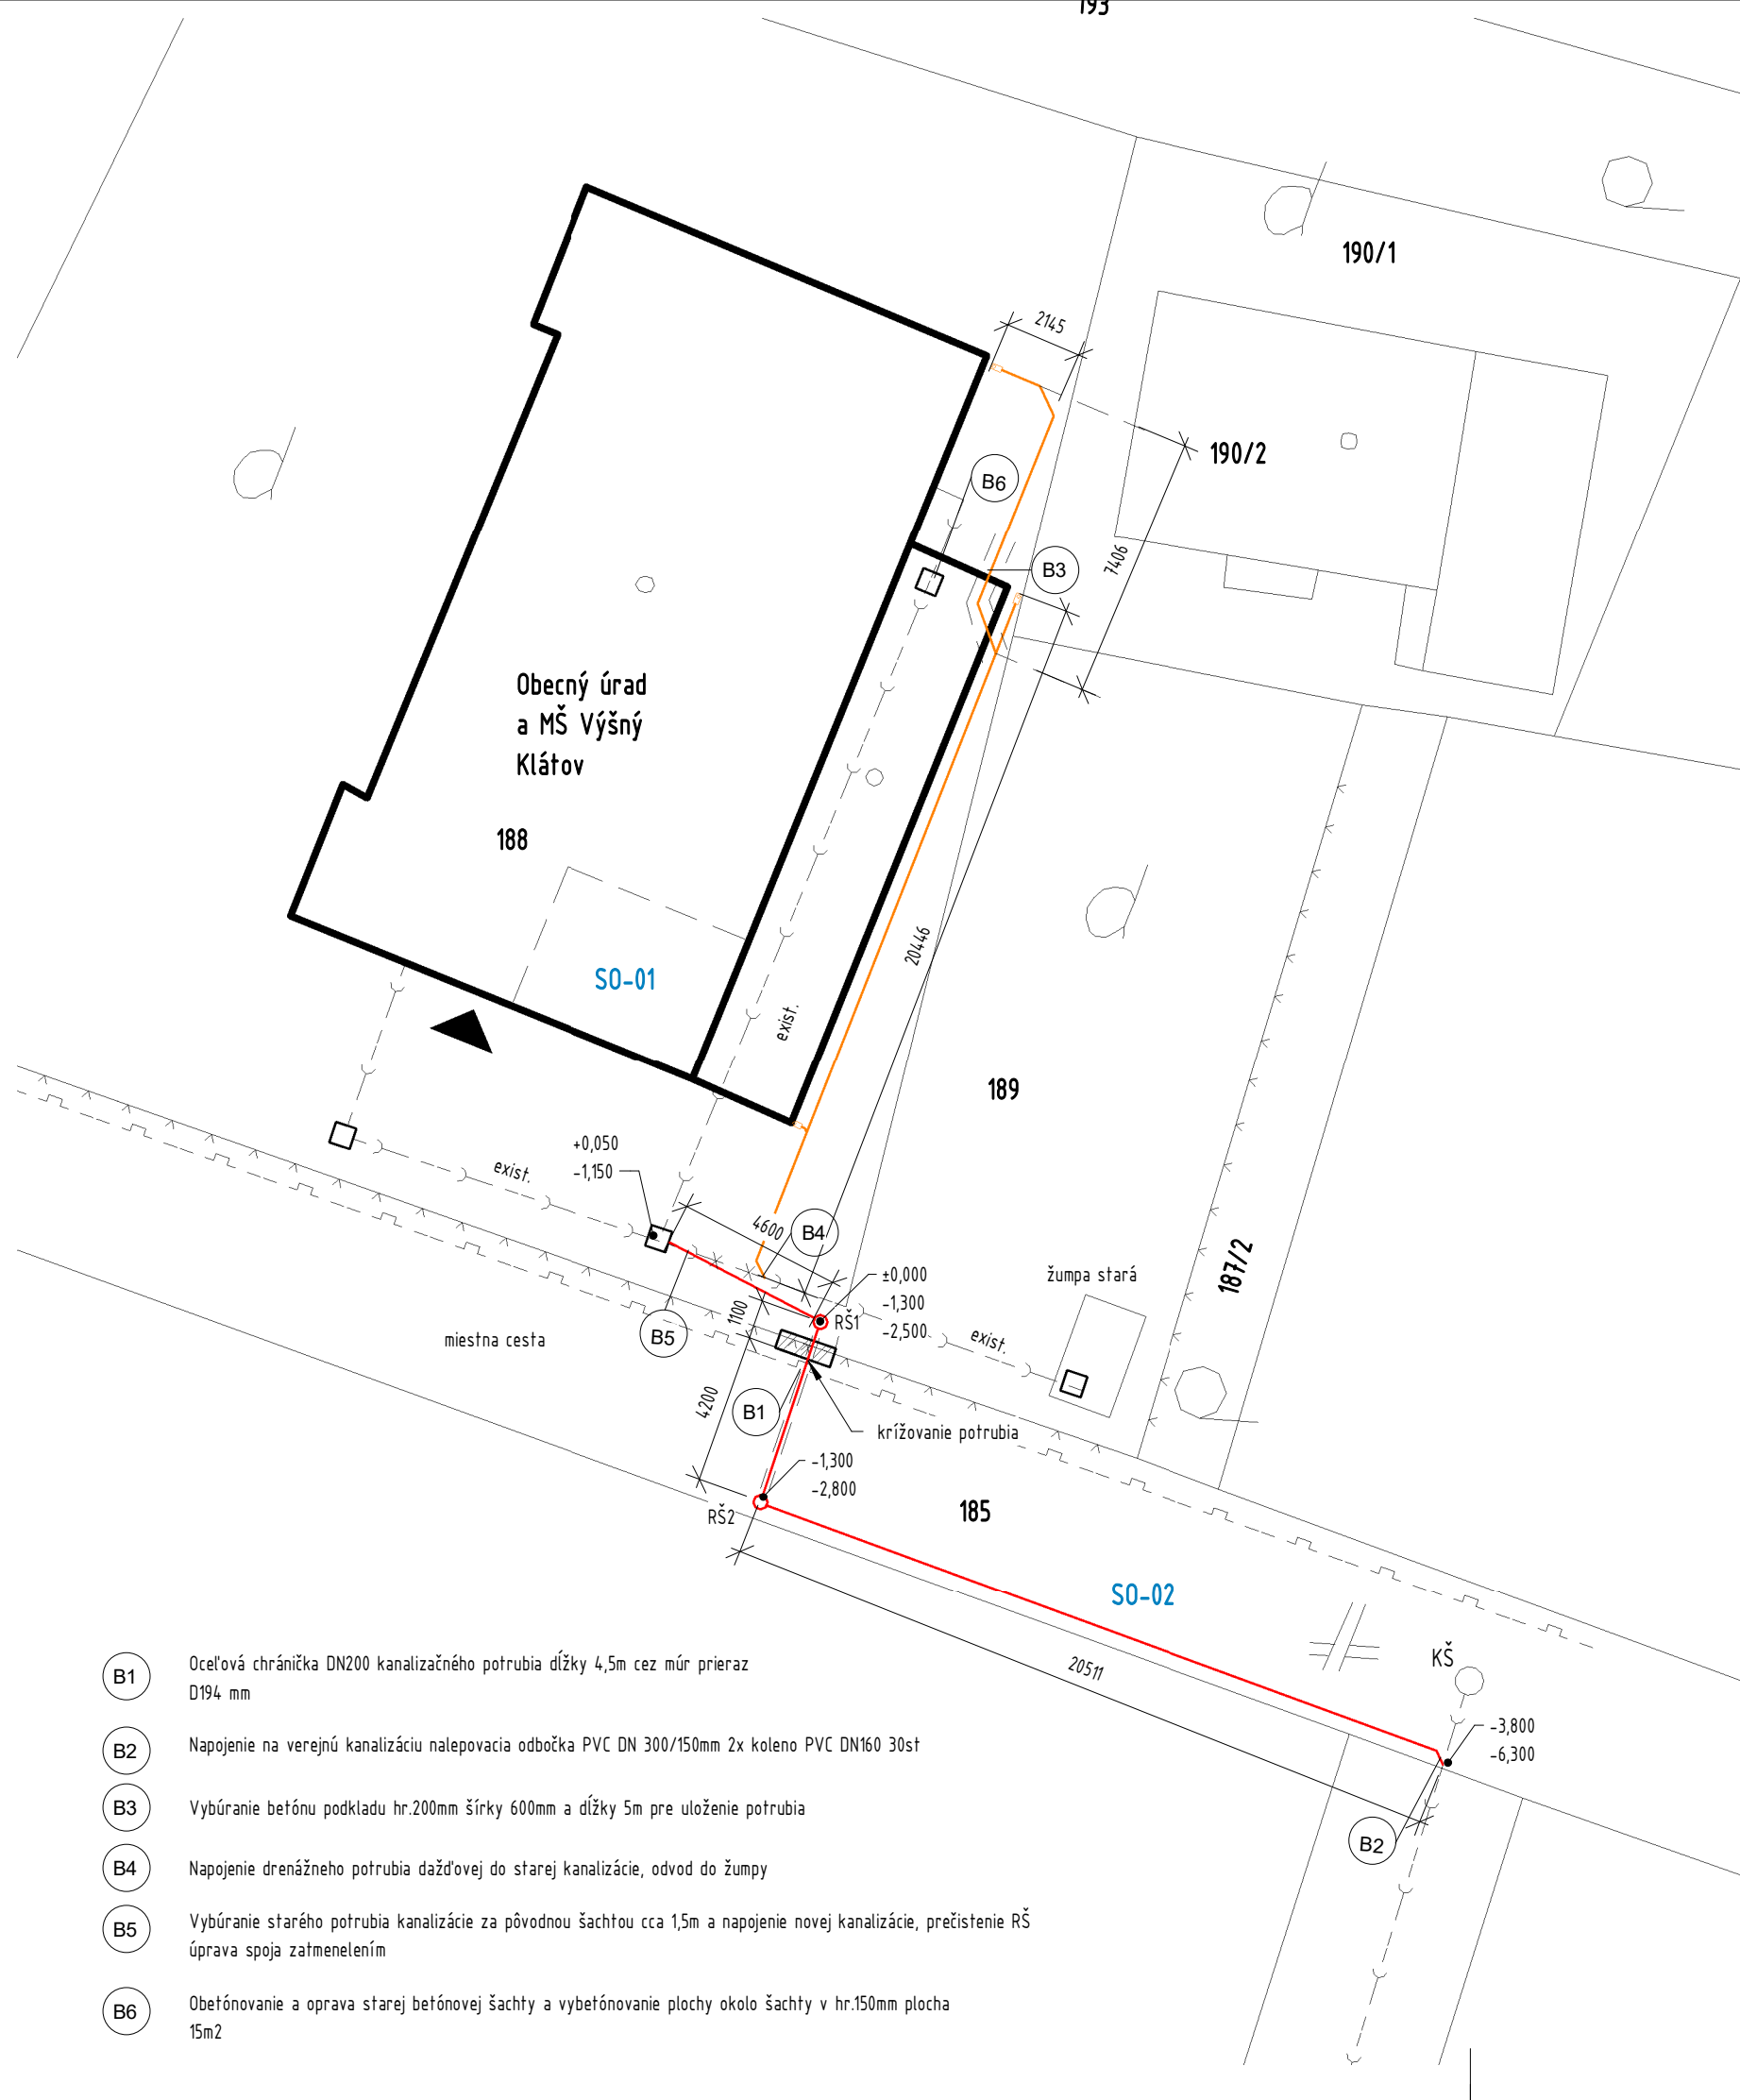 193
190/1
2145
190/2
B6
B3
7406
Obecný úrad
a MŠ Výšný
Klátov
188
SO-01
20446
exist.
189
+0,050
-1,150
exist.
4600
B4
187/2
žumpa stará
±0,000
-1,300
-2,500
RŠ1
1100
B5
miestna cesta
exist.
4200
B1
krížovanie potrubia
-1,300
-2,800
RŠ2
185
SO-02
KŠ
20511
-3,800
-6,300
B2
B1 Oceľová chránička DN200 kanalizačného potrubia dĺžky 4,5m cez múr prieraz
D194 mm
B2 Napojenie na verejnú kanalizáciu nalepovacia odbočka PVC DN 300/150mm 2x koleno PVC DN160 30st
B3 Vybúranie betónu podkladu hr.200mm šírky 600mm a dĺžky 5m pre uloženie potrubia
B4 Napojenie drenážneho potrubia dažďovej do starej kanalizácie, odvod do žumpy
B5 Vybúranie starého potrubia kanalizácie za pôvodnou šachtou cca 1,5m a napojenie novej kanalizácie, prečistenie RŠ
úprava spoja zatmenelením
B6 Obetónovanie a oprava starej betónovej šachty a vybetónovanie plochy okolo šachty v hr.150mm plocha
15m2